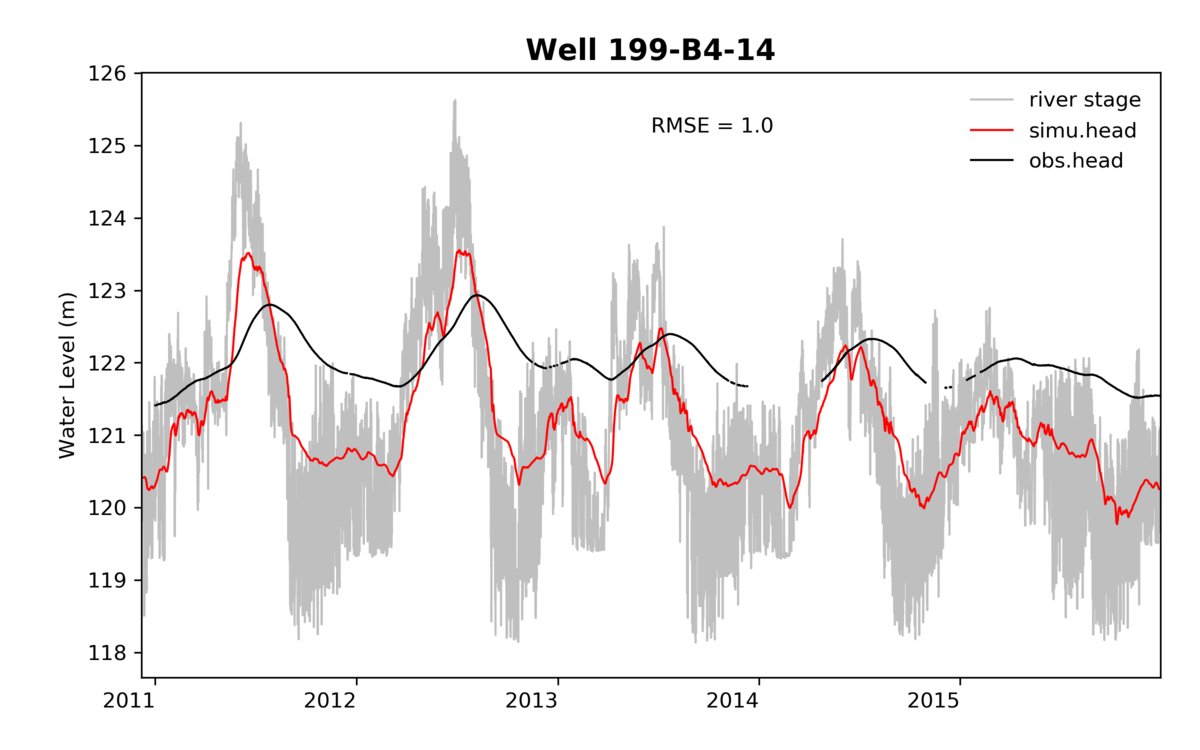 Well 199-B4-14
RMSE = 1.0
river stage
simu.head
obs.head
Water Level (m)
126
125
124
123
122
121
120
119
118
2011
2012
2013
2014
2015